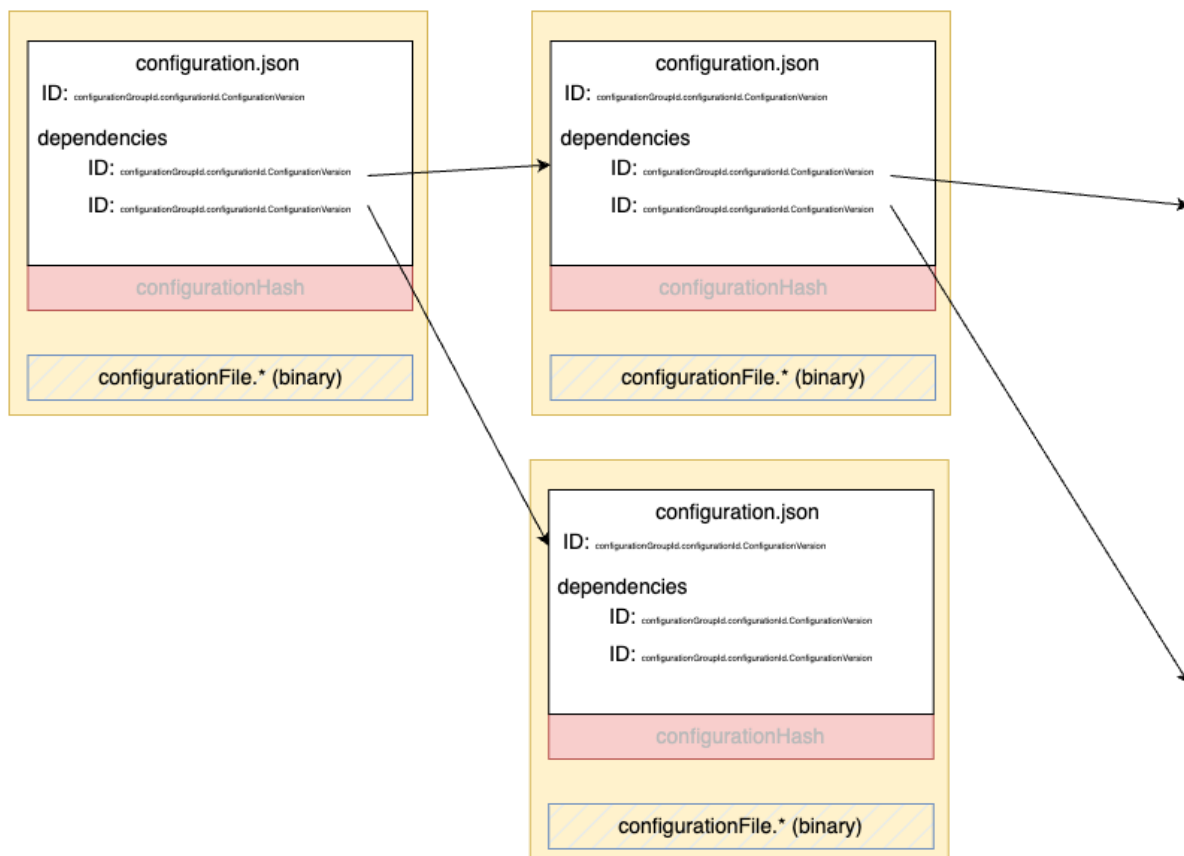 configuration.json
ID: configurationGroupId.configurationId.ConfigurationVersion
dependencies
ID: configurationGroupId.configurationId.ConfigurationVersion
ID: configurationGroupId.configurationId.ConfigurationVersion
configurationHash
configurationFile.* (binary)
configuration.json
ID: configurationGroupId.configurationId.ConfigurationVersion
dependencies
ID: configurationGroupId.configurationId.ConfigurationVersion
ID: configurationGroupId.configurationId.ConfigurationVersion
configurationHash
configurationFile.* (binary)
configuration.json
ID: configurationGroupId.configurationId.ConfigurationVersion
dependencies
ID: configurationGroupId.configurationId.ConfigurationVersion
ID: configurationGroupId.configurationId.ConfigurationVersion
configurationHash
configurationFile.* (binary)